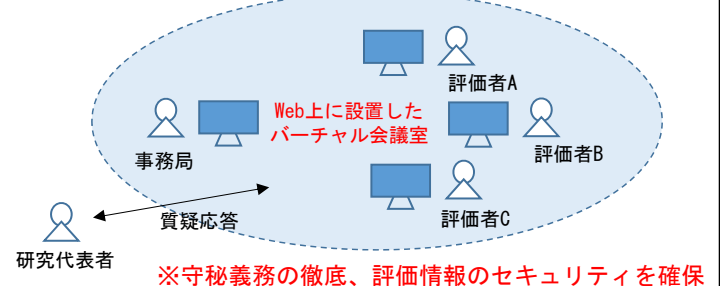 評価者A
Web上に設置した
バーチャル会議室
事務局
評価者B
評価者C
質疑応答
研究代表者
※守秘義務の徹底、評価情報のセキュリティを確保